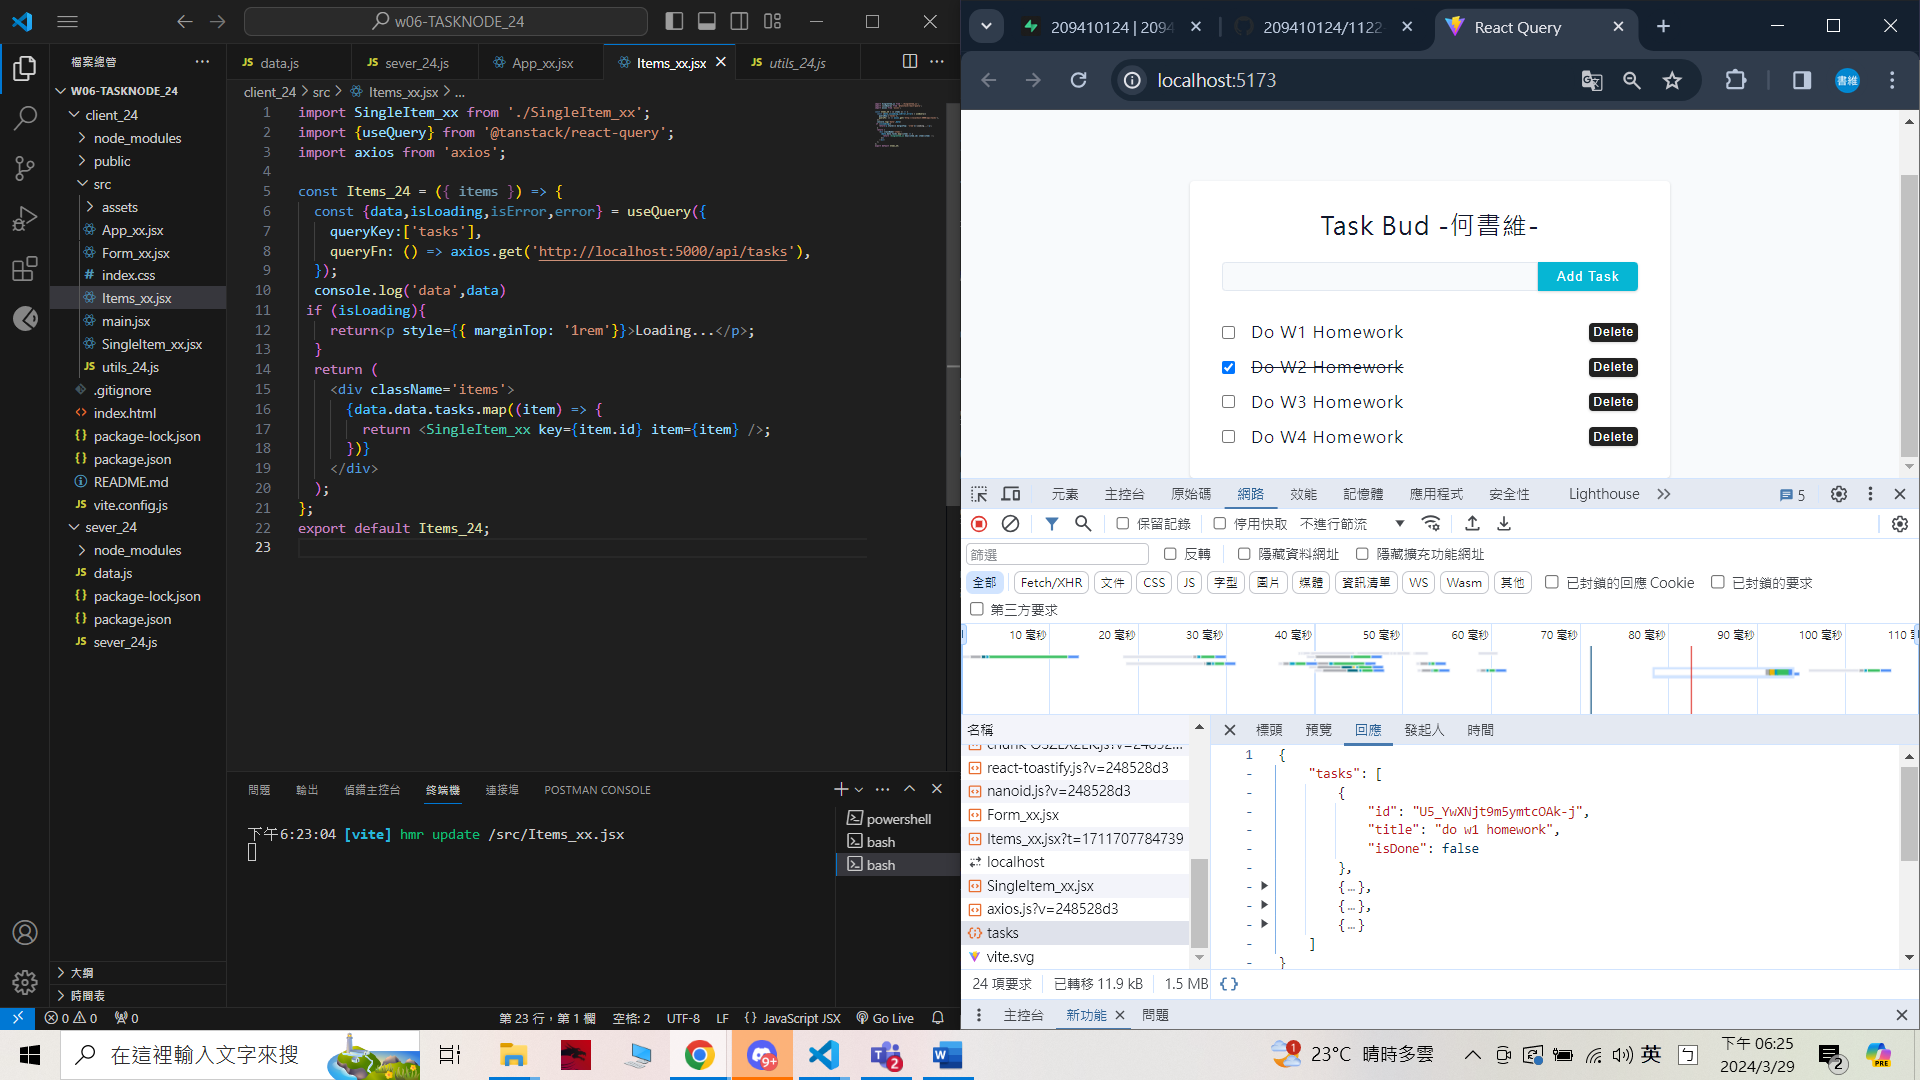 w06-TASKNODE_24
檔案總管
data.js
sever_24.js
App_xx.jsx
Items_xx.jsx
utils_24.js
W06-TASKNODE_24
client_24
node_modules
public
src
assets
App_xx.jsx
Form_xx.jsx
index.css
Items_xx.jsx
main.jsx
SingleItem_xx.jsx
utils_24.js
.gitignore
index.html
package-lock.json
package.json
README.md
vite.config.js
sever_24
node_modules
data.js
package-lock.json
package.json
sever_24.js
大綱
時間表
client_24 > src > Items_xx.jsx > ...
1 import SingleItem_xx from './SingleItem_xx';
2 import {useQuery} from '@tanstack/react-query';
3 import axios from 'axios';
4
5 const Items_24 = ({ items }) => {
6 const {data,isLoading,isError,error} = useQuery({
7 queryKey:['tasks'],
8 queryFn: () => axios.get('http://localhost:5000/api/tasks'),
9 });
10 console.log('data',data)
11 if (isLoading){
12 return<p style={{ marginTop: '1rem'}}>Loading...</p>;
13 }
14 return (
15 <div className='items'>
16 {data.data.tasks.map((item) => {
17 return <SingleItem_xx key={item.id} item={item} />;
18 })}
19 </div>
20 );
21 };
22 export default Items_24;
23
問題 輸出 偵錯主控台 終端機 連接埠 POSTMAN CONSOLE
下午6:23:04 [vite] hmr update /src/Items_xx.jsx
powershell
bash
bash
0 0 0
第 23 行，第 1 欄 空格: 2 UTF-8 LF JavaScript JSX Go Live
209410124 | 2094
209410124/1122-
React Query
localhost:5173
書維
Task Bud -何書維-
Add Task
Do W1 Homework Delete
Do W2 Homework Delete
Do W3 Homework Delete
Do W4 Homework Delete
元素 主控台 原始碼 網路 效能 記憶體 應用程式 安全性 Lighthouse 5
保留記錄 停用快取 不進行節流
篩選 反轉 隱藏資料網址 隱藏擴充功能網址
全部 Fetch/XHR 文件 CSS JS 字型 圖片 媒體 資訊清單 WS Wasm 其他 已封鎖的回應 Cookie 已封鎖的要求
第三方要求
10 毫秒 20 毫秒 30 毫秒 40 毫秒 50 毫秒 60 毫秒 70 毫秒 80 毫秒 90 毫秒 100 毫秒 110
名稱
react-toastify.js?v=248528d3
nanoid.js?v=248528d3
Form_xx.jsx
Items_xx.jsx?t=1711707784739
localhost
SingleItem_xx.jsx
axios.js?v=248528d3
tasks
vite.svg
24 項要求 已轉移 11.9 kB 1.5 MB
標頭 預覽 回應 發起人 時間
1 {
- "tasks": [
- {
- "id": "U5_YwXNjt9m5ymtcOAk-j",
- "title": "do w1 homework",
- "isDone": false
- },
- {…},
- {…},
- {…}
- ]
- }
主控台 新功能 問題
在這裡輸入文字來搜
9+
2
1
23°C 晴時多雲
英
下午 06:25
2024/3/29
2
PRE